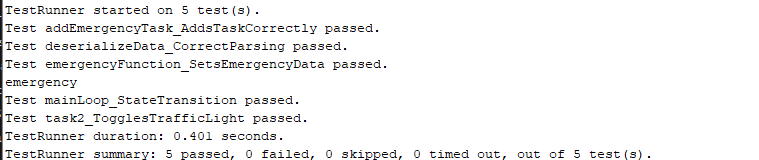 TestRunner started on 5 test(s).
Test addEmergencyTask_AddsTaskCorrectly passed.
Test deserializeData_CorrectParsing passed.
Test emergencyFunction_SetsEmergencyData passed.
emergency
Test mainLoop_StateTransition passed.
Test task2_TogglesTrafficLight passed.
TestRunner duration: 0.401 seconds.
TestRunner summary: 5 passed, 0 failed, 0 skipped, 0 timed out, out of 5 test(s).